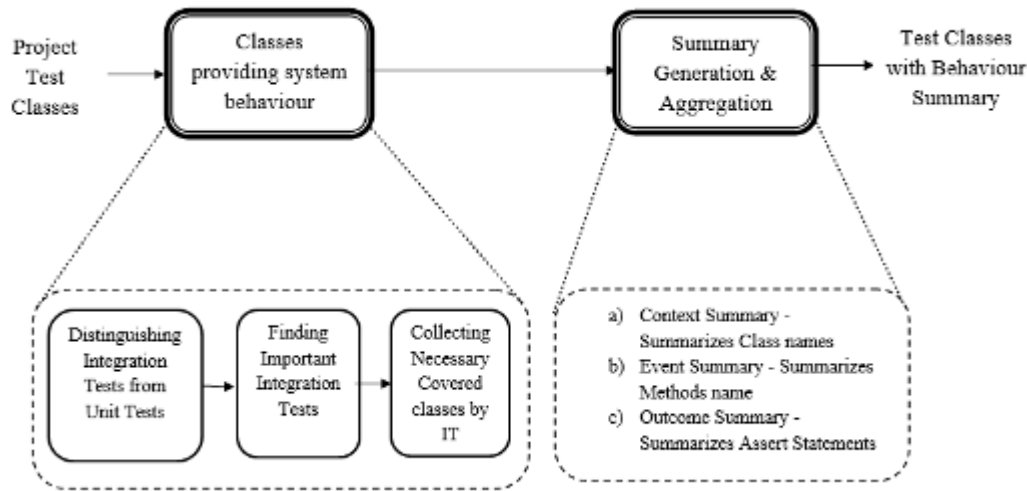 Project
Test
Classes
Classes
providing system
behaviour
Summary
Generation &
Aggregation
Test Classes
with Behaviour
Summary
Distinguishing
Integration
Tests from
Unit Tests
Finding
Important
Integration
Tests
Collecting
Necessary
Covered
classes by
IT
a) Context Summary -
Summarizes Class names
b) Event Summary - Summarizes
Methods name
c) Outcome Summary -
Summarizes Assert Statements